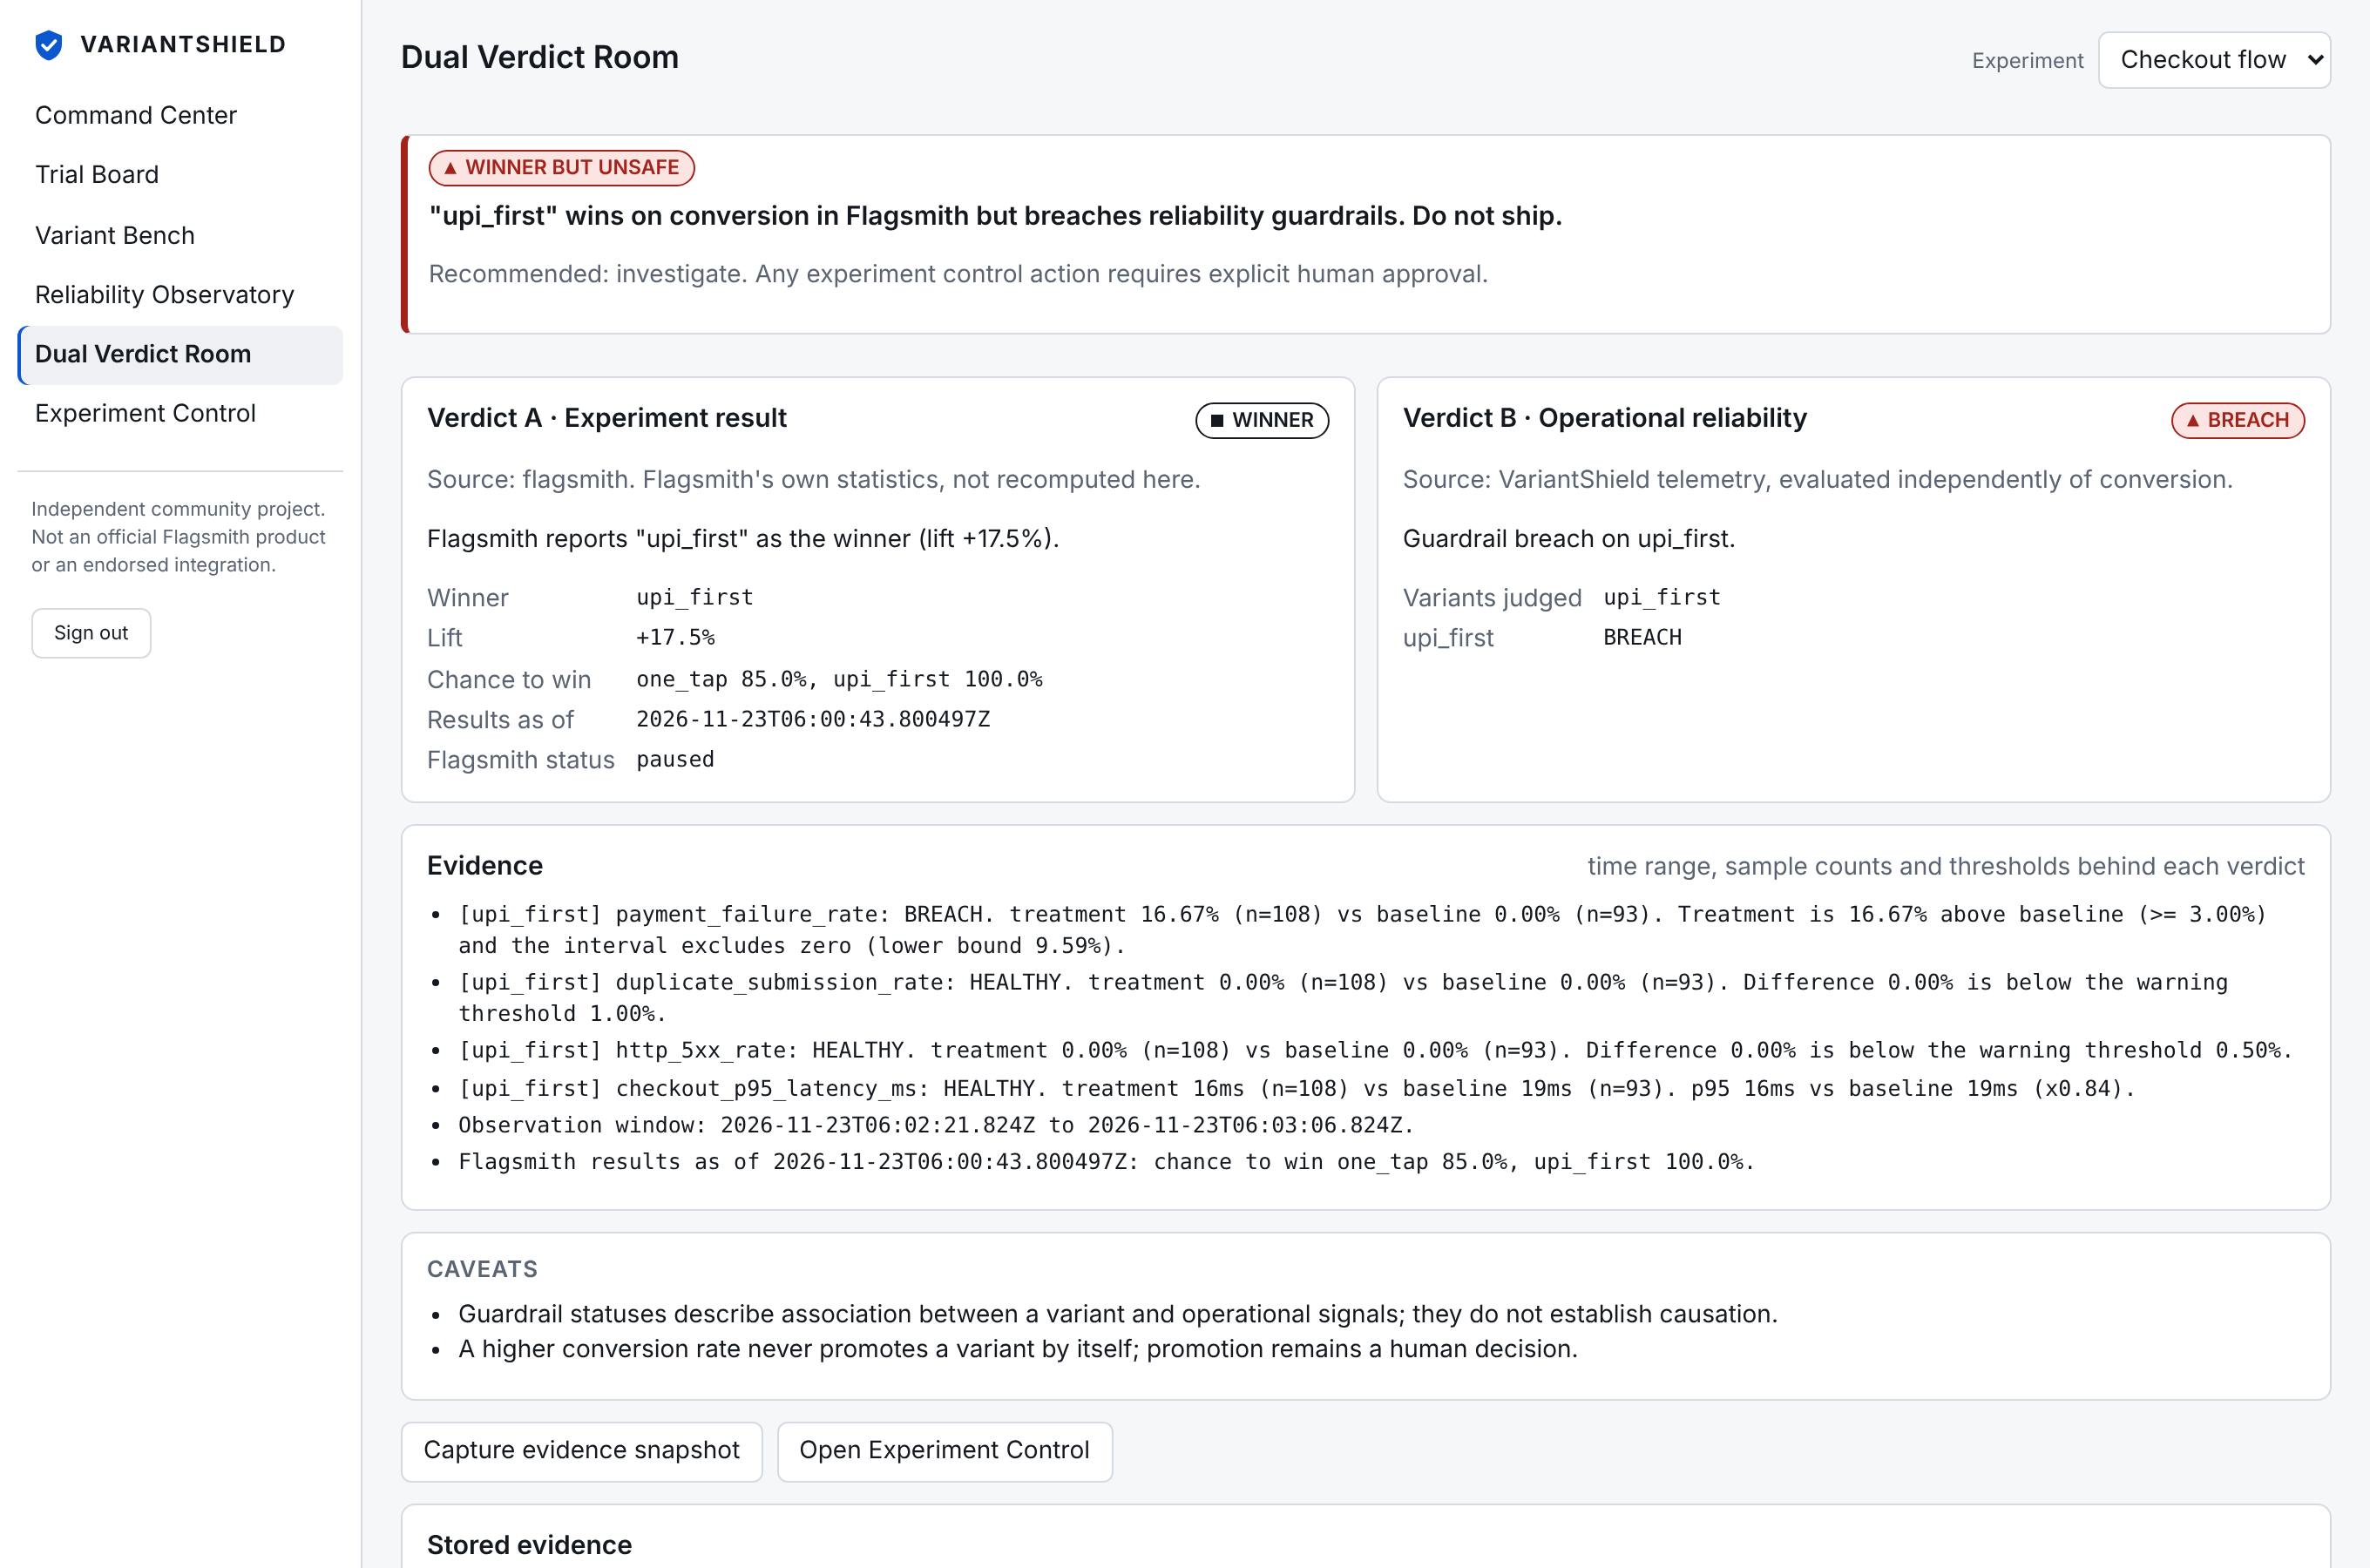 VARIANTSHIELD
Command Center
Trial Board
Variant Bench
Reliability Observatory
Dual Verdict Room
Experiment Control
Independent community project.
Not an official Flagsmith product
or an endorsed integration.
Sign out
Dual Verdict Room
Experiment Checkout flow
▲ WINNER BUT UNSAFE
"upi_first" wins on conversion in Flagsmith but breaches reliability guardrails. Do not ship.
Recommended: investigate. Any experiment control action requires explicit human approval.
Verdict A · Experiment result
■ WINNER
Source: flagsmith. Flagsmith's own statistics, not recomputed here.
Flagsmith reports "upi_first" as the winner (lift +17.5%).
Winner upi_first
Lift +17.5%
Chance to win one_tap 85.0%, upi_first 100.0%
Results as of 2026-11-23T06:00:43.800497Z
Flagsmith status paused
Verdict B · Operational reliability
▲ BREACH
Source: VariantShield telemetry, evaluated independently of conversion.
Guardrail breach on upi_first.
Variants judged upi_first
upi_first BREACH
Evidence
time range, sample counts and thresholds behind each verdict
• [upi_first] payment_failure_rate: BREACH. treatment 16.67% (n=108) vs baseline 0.00% (n=93). Treatment is 16.67% above baseline (>= 3.00%)
and the interval excludes zero (lower bound 9.59%).
• [upi_first] duplicate_submission_rate: HEALTHY. treatment 0.00% (n=108) vs baseline 0.00% (n=93). Difference 0.00% is below the warning
threshold 1.00%.
• [upi_first] http_5xx_rate: HEALTHY. treatment 0.00% (n=108) vs baseline 0.00% (n=93). Difference 0.00% is below the warning threshold 0.50%.
• [upi_first] checkout_p95_latency_ms: HEALTHY. treatment 16ms (n=108) vs baseline 19ms (n=93). p95 16ms vs baseline 19ms (x0.84).
• Observation window: 2026-11-23T06:02:21.824Z to 2026-11-23T06:03:06.824Z.
• Flagsmith results as of 2026-11-23T06:00:43.800497Z: chance to win one_tap 85.0%, upi_first 100.0%.
CAVEATS
• Guardrail statuses describe association between a variant and operational signals; they do not establish causation.
• A higher conversion rate never promotes a variant by itself; promotion remains a human decision.
Capture evidence snapshot
Open Experiment Control
Stored evidence